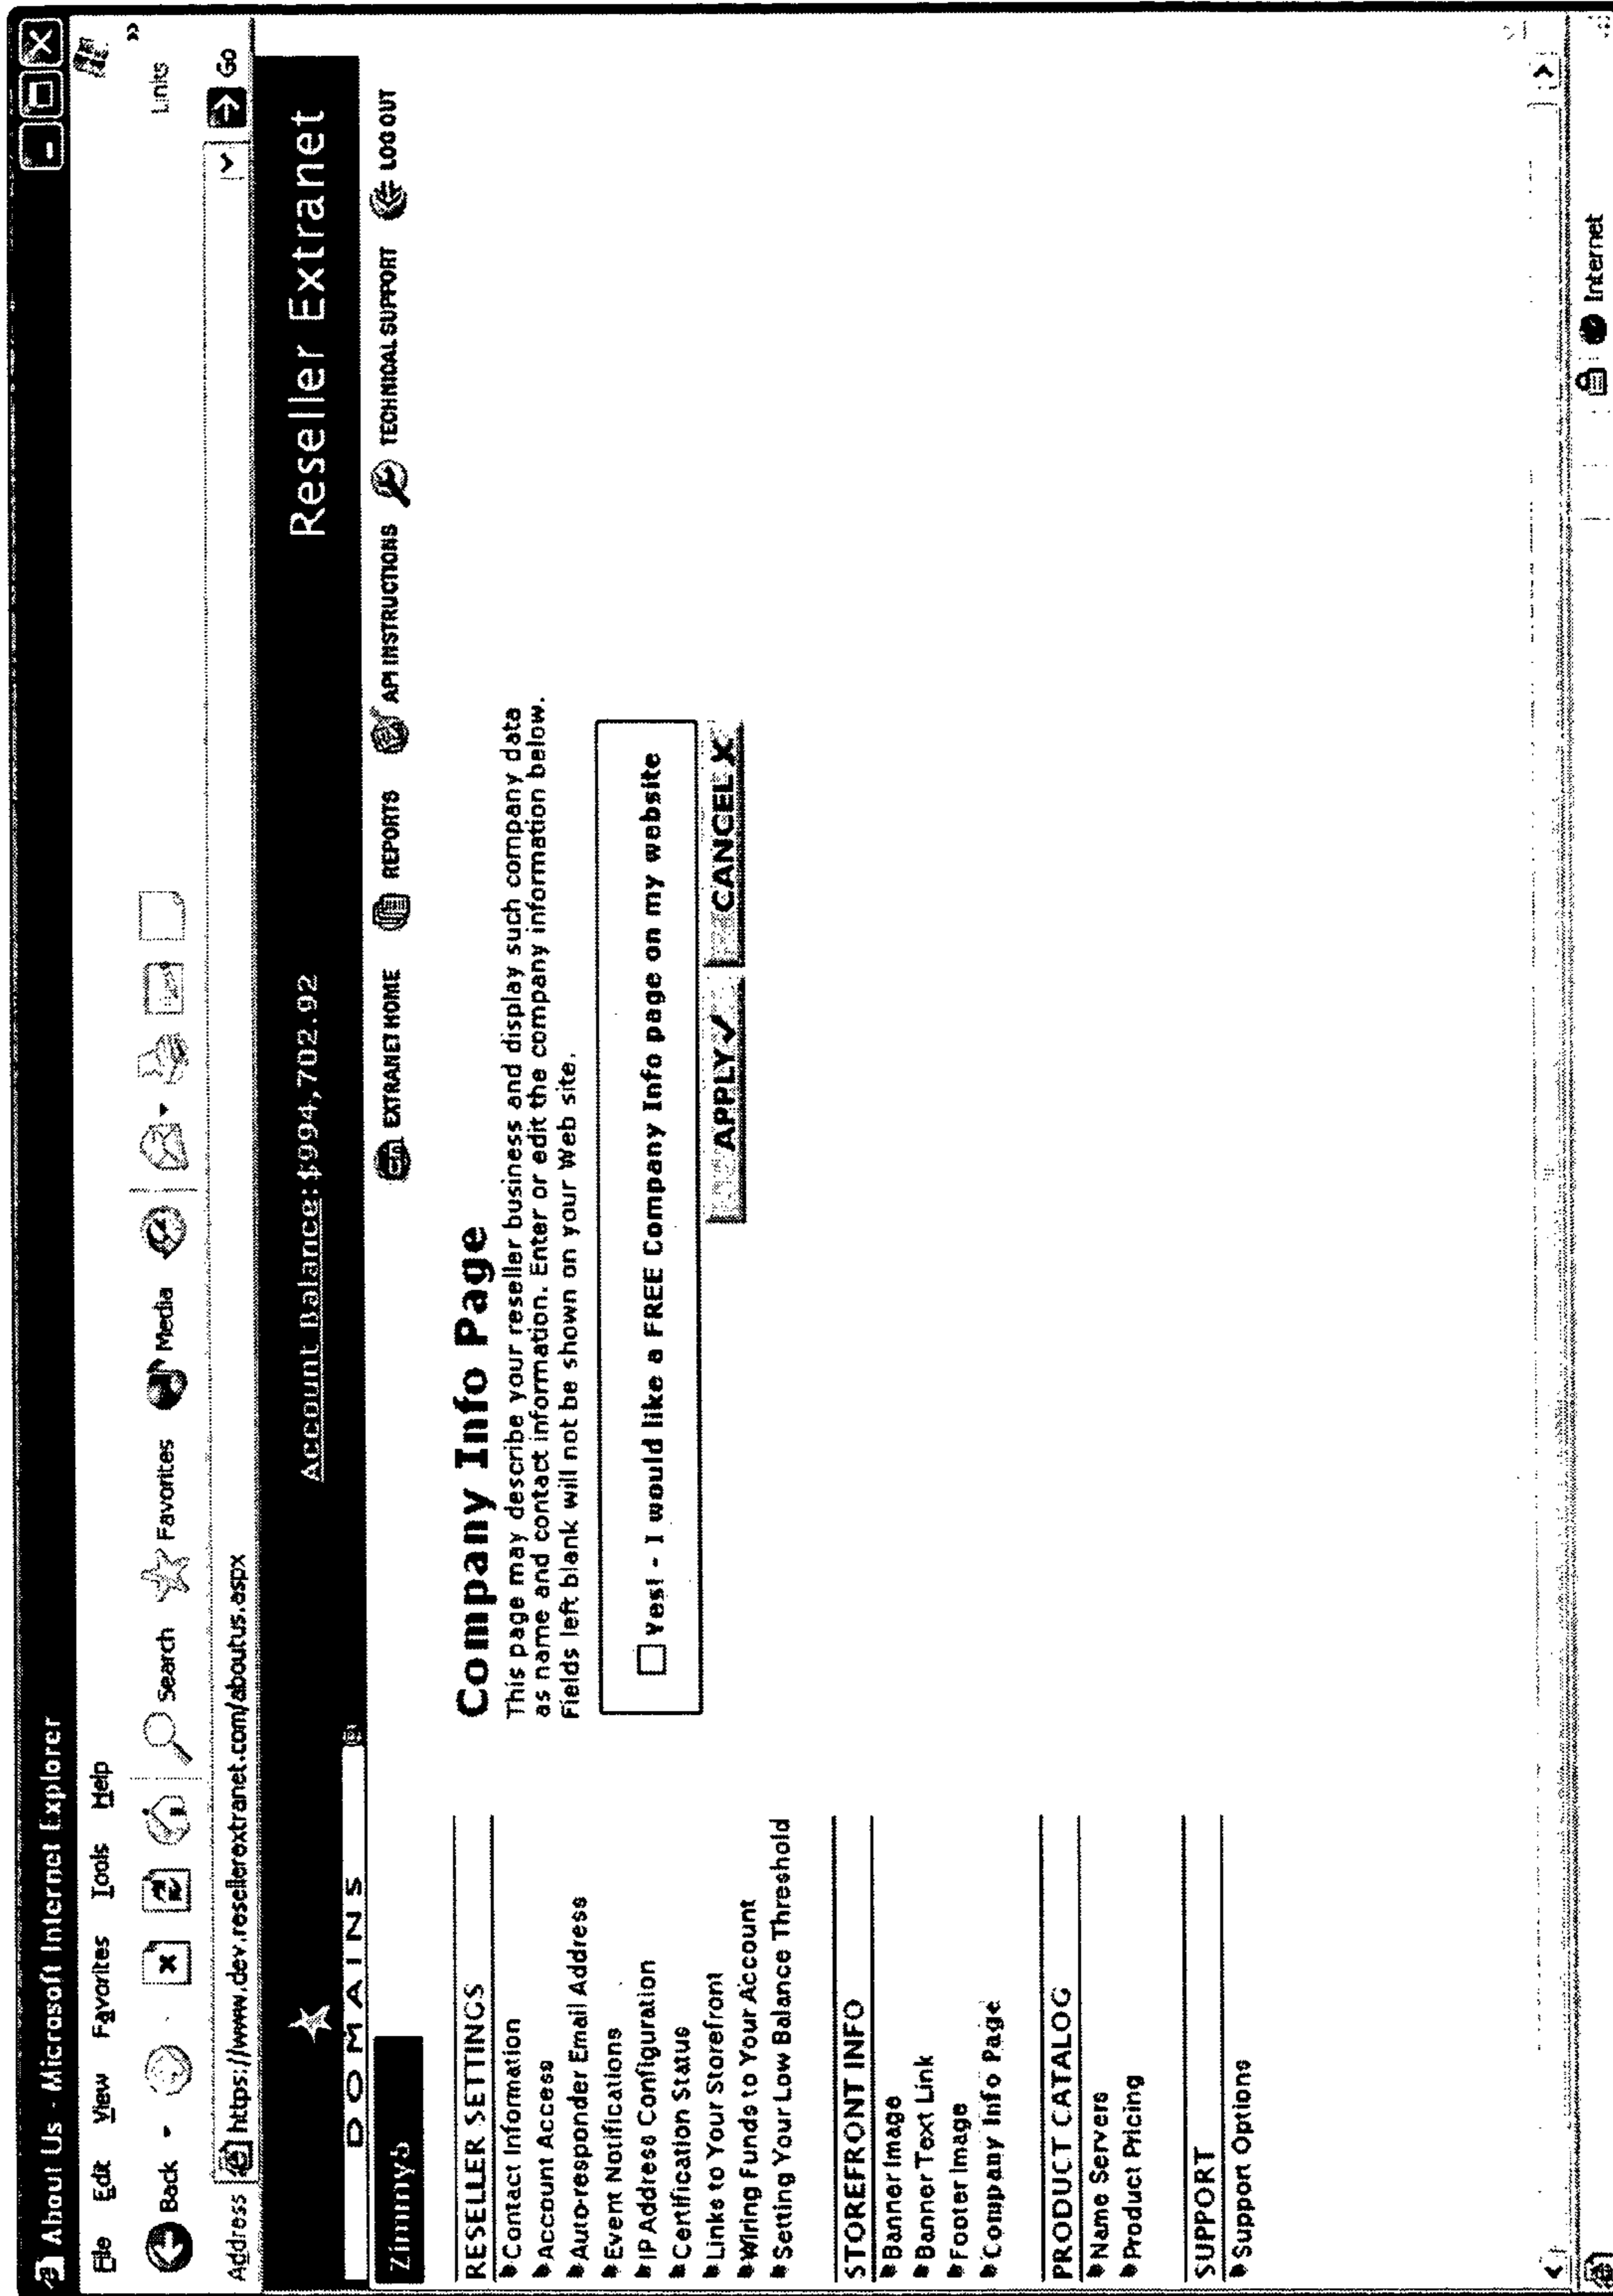 About Us - Microsoft Internet Explorer
File Edit View Favorites Tools Help
Back Search Favorites Media Links »
Address https://www.dev.resellerextranet.com/aboutus.aspx Go
DOMAINS
Account Balance: $994,702.92
Reseller Extranet
EXTRANET HOME REPORTS API INSTRUCTIONS TECHNICAL SUPPORT LOG OUT
Zimmyb
RESELLER SETTINGS
Contact Information
Account Access
Auto-responder Email Address
Event Notifications
IP Address Configuration
Certification Status
Links to Your Storefront
Wiring Funds to Your Account
Setting Your Low Balance Threshold
STOREFRONT INFO
Banner Image
Banner Text Link
Footer Image
Company Info Page
PRODUCT CATALOG
Name Servers
Product Pricing
SUPPORT
Support Options
Company Info Page
This page may describe your reseller business and display such company data
as name and contact information. Enter or edit the company information below.
Fields left blank will not be shown on your Web site.
Yes! - I would like a FREE Company Info page on my website
APPLY CANCEL
Internet